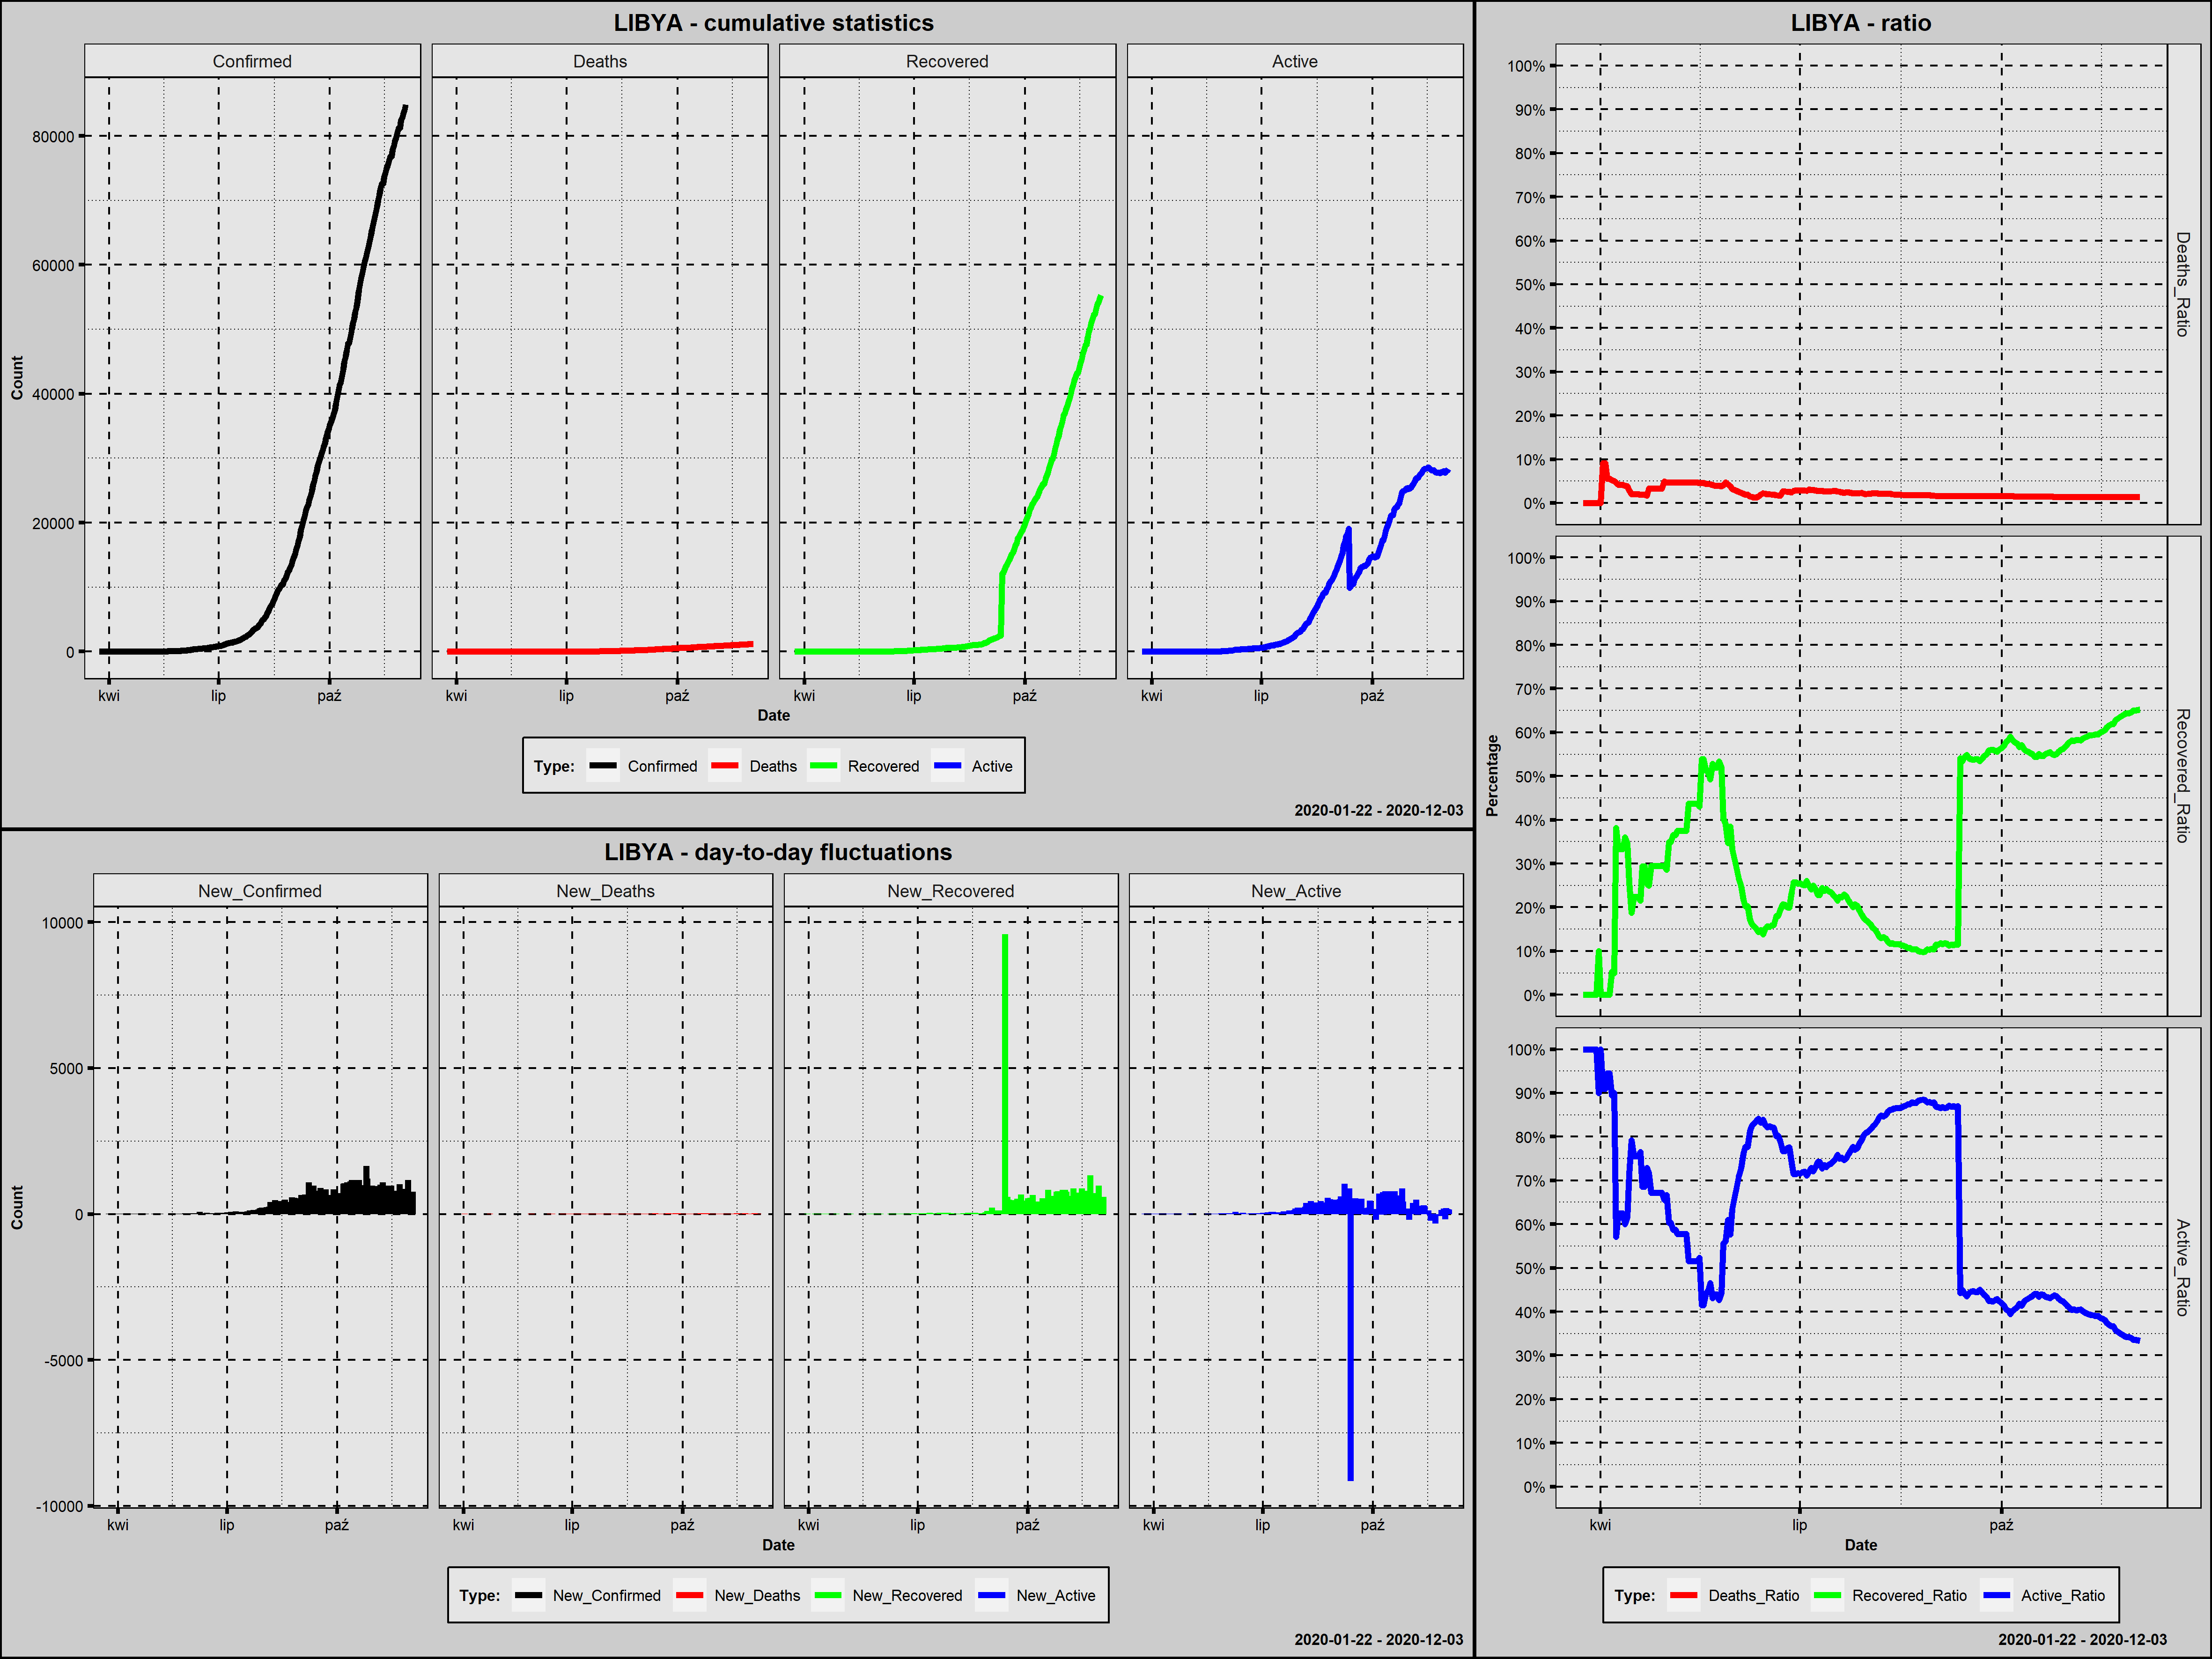 LIBYA - cumulative statistics
Confirmed Deaths Recovered Active
Count
80000
60000
40000
20000
0
kwi lip paź kwi lip paź kwi lip paź kwi lip paź
Date
Type: Confirmed Deaths Recovered Active
2020-01-22 - 2020-12-03
LIBYA - day-to-day fluctuations
New_Confirmed New_Deaths New_Recovered New_Active
Count
10000
5000
0
-5000
-10000
kwi lip paź kwi lip paź kwi lip paź kwi lip paź
Date
Type: New_Confirmed New_Deaths New_Recovered New_Active
2020-01-22 - 2020-12-03
LIBYA - ratio
Percentage
100%
90%
80%
70%
60%
50%
40%
30%
20%
10%
0%
Deaths_Ratio
100%
90%
80%
70%
60%
50%
40%
30%
20%
10%
0%
Recovered_Ratio
100%
90%
80%
70%
60%
50%
40%
30%
20%
10%
0%
Active_Ratio
kwi lip paź
Date
Type: Deaths_Ratio Recovered_Ratio Active_Ratio
2020-01-22 - 2020-12-03